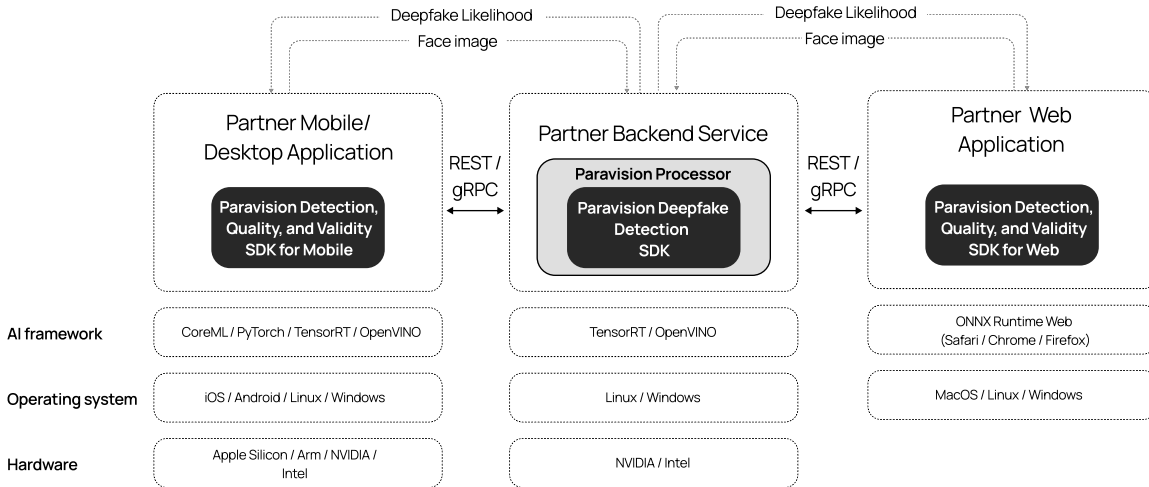 Deepfake Likelihood
Face image
Deepfake Likelihood
Face image
Partner Mobile/
Desktop Application
Paravision Detection,
Quality, and Validity
SDK for Mobile
REST /
gRPC
Partner Backend Service
Paravision Processor
Paravision Deepfake
Detection
SDK
REST /
gRPC
Partner Web
Application
Paravision Detection,
Quality, and Validity
SDK for Web
AI framework
CoreML / PyTorch / TensorRT / OpenVINO
TensorRT / OpenVINO
ONNX Runtime Web
(Safari / Chrome / Firefox)
Operating system
iOS / Android / Linux / Windows
Linux / Windows
MacOS / Linux / Windows
Hardware
Apple Silicon / Arm / NVIDIA /
Intel
NVIDIA / Intel